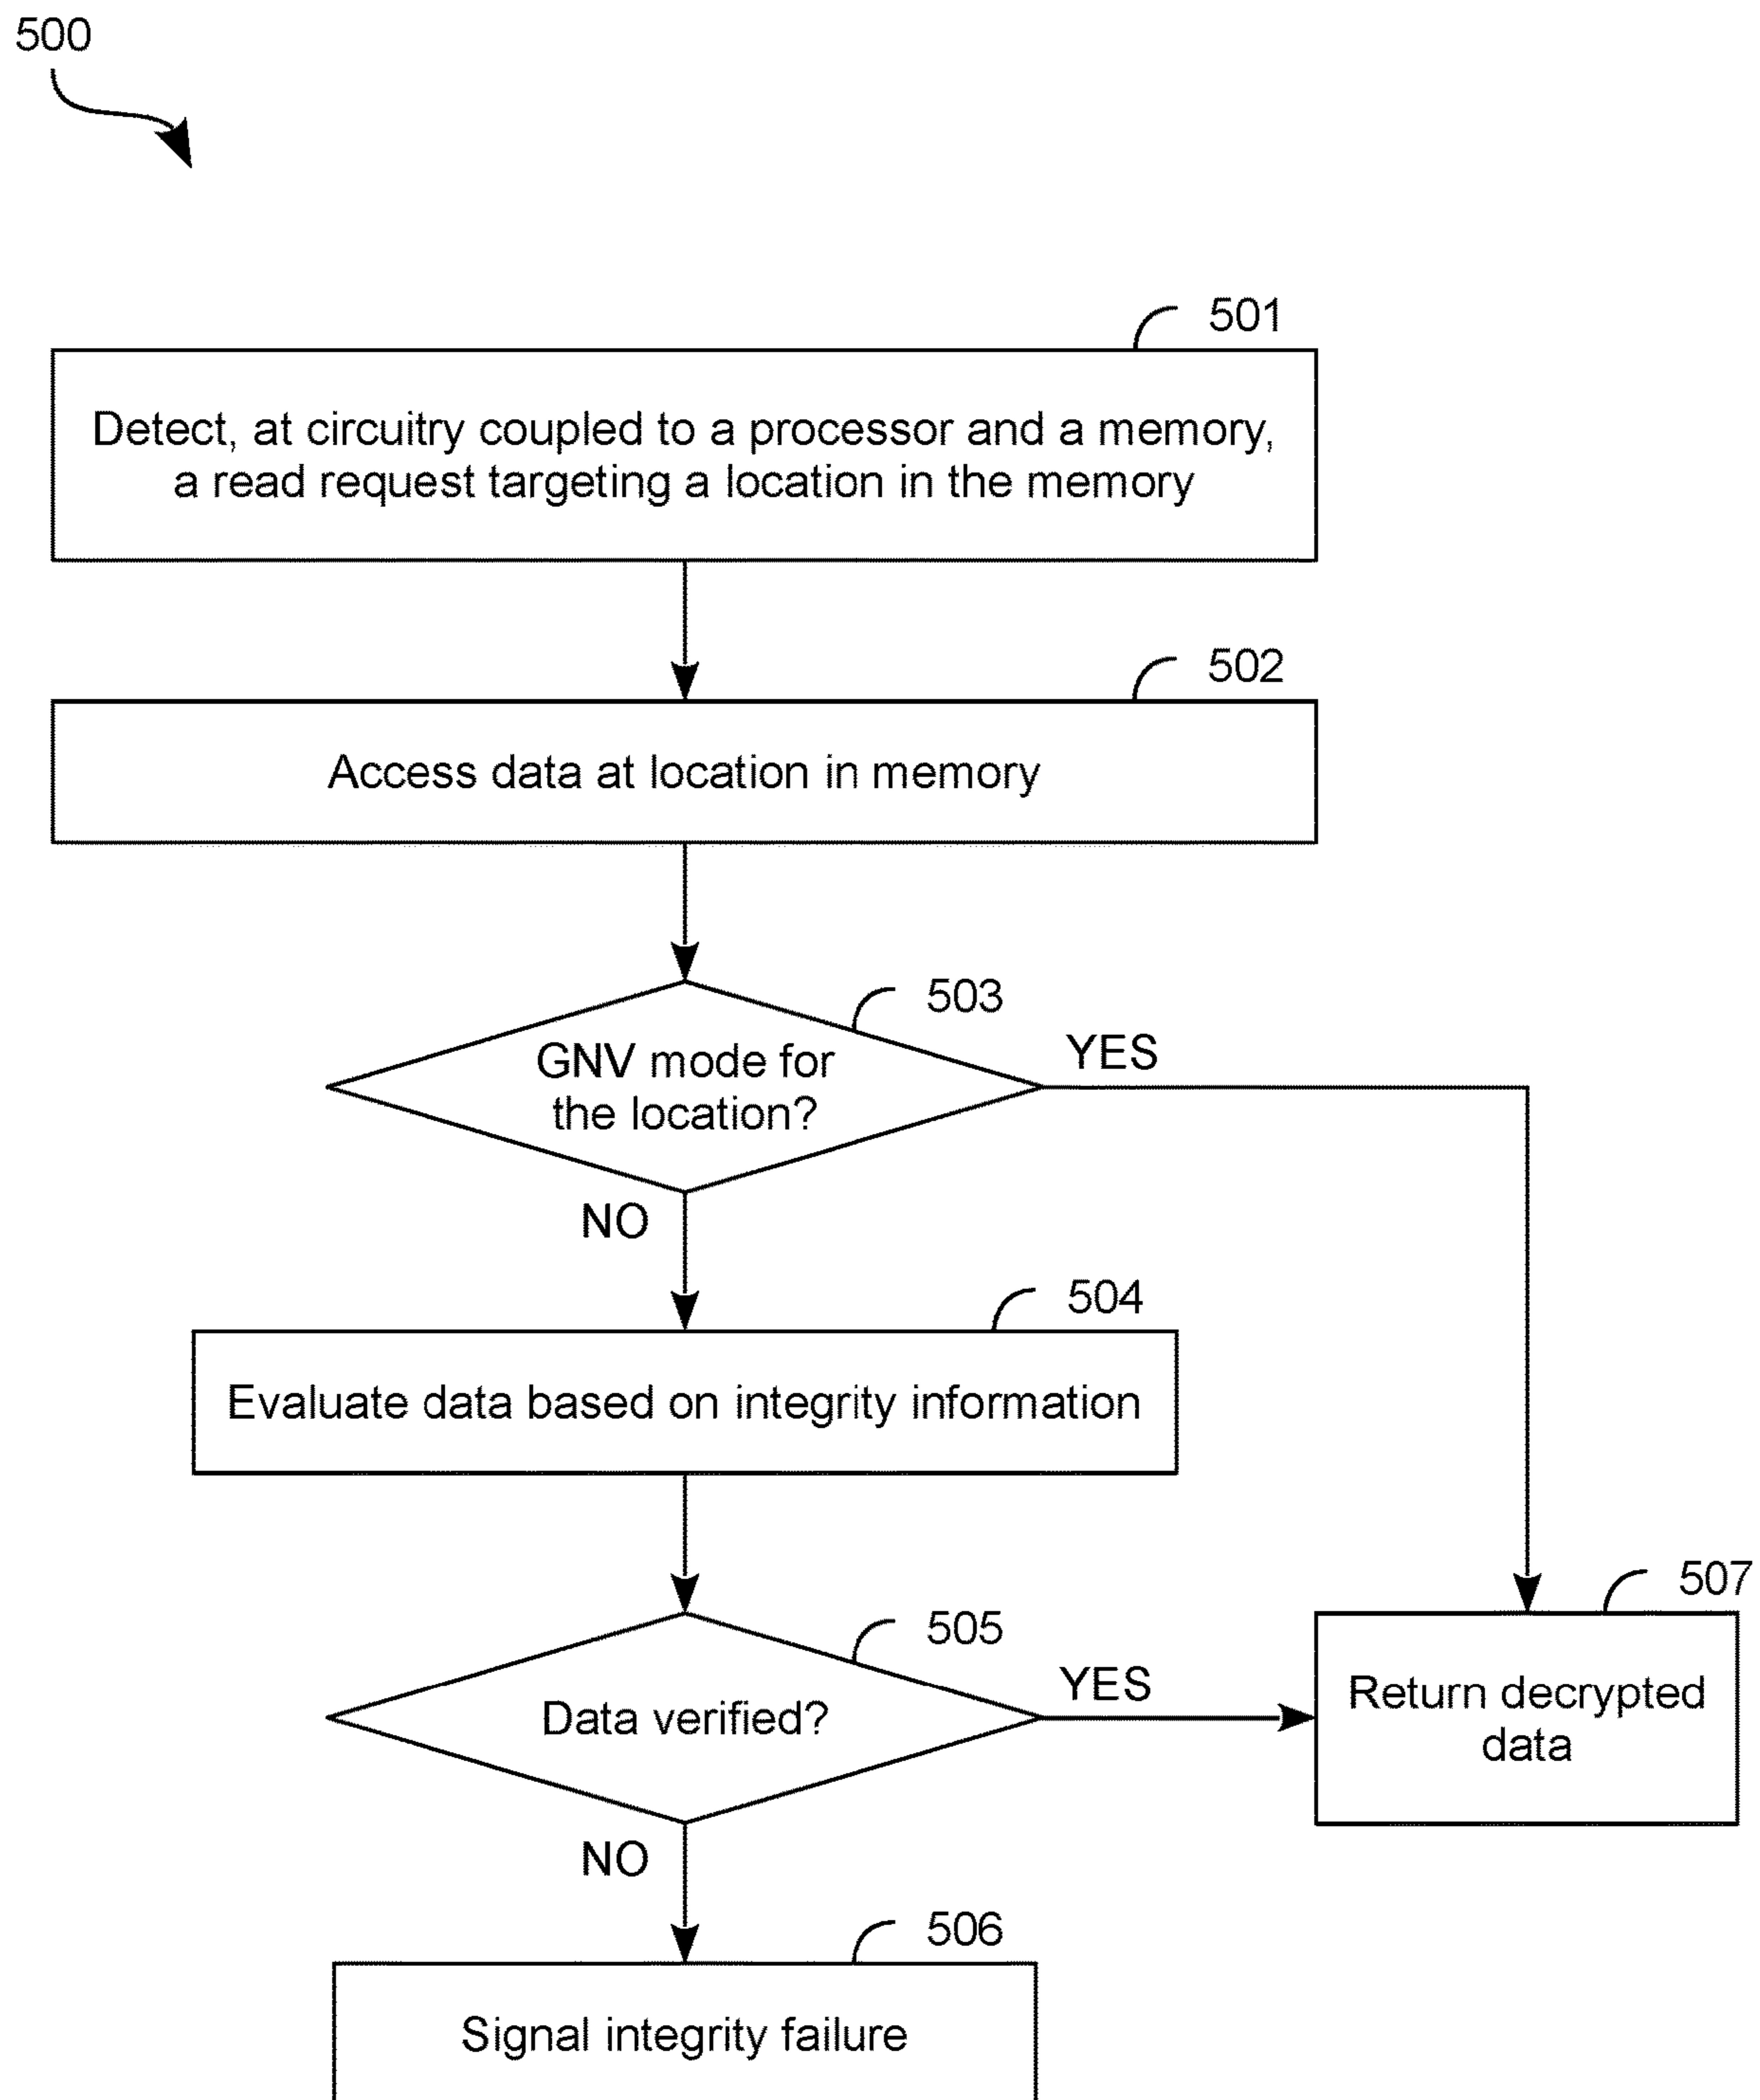 500
501
Detect, at circuitry coupled to a processor and a memory,
a read request targeting a location in the memory
502
Access data at location in memory
503
GNV mode for
the location?
YES
NO
504
Evaluate data based on integrity information
505
Data verified?
YES
507
Return decrypted
data
NO
506
Signal integrity failure